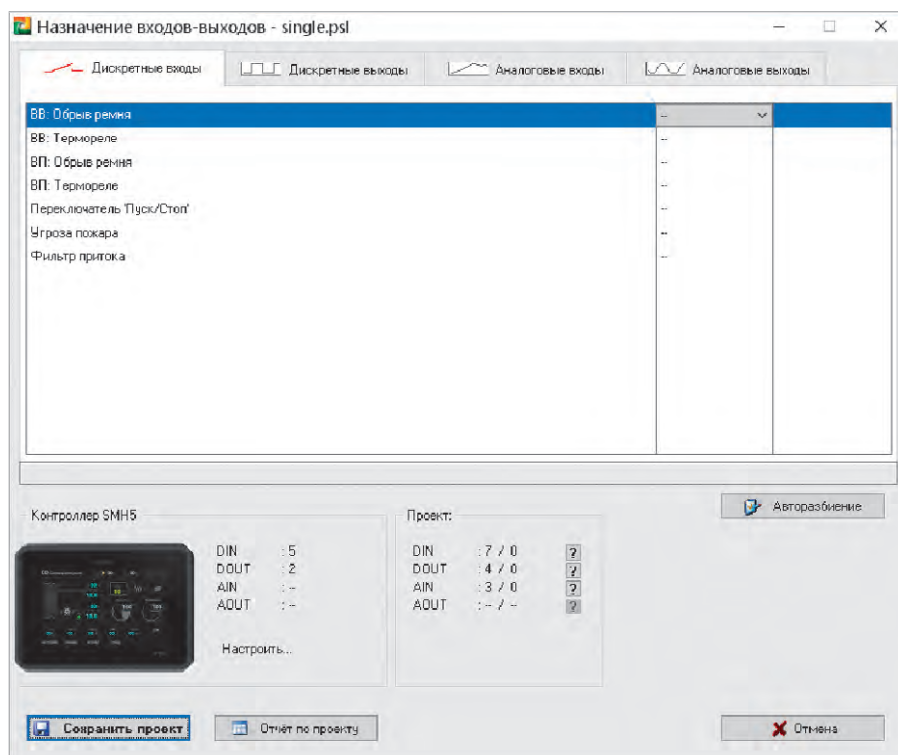 Назначение входов-выходов - single.psl
Дискретные входы Дискретные выходы Аналоговые входы Аналоговые выходы
ВВ: Обрыв ремня --
ВВ: Термореле --
ВП: Обрыв ремня --
ВП: Термореле --
Переключатель 'Пуск/Стоп' --
Угроза пожара --
Фильтр притока --
Авторазбиение
Контроллер SMH5
DIN : 5
DOUT : 2
AIN : --
AOUT : --
Настроить...
Проект:
DIN : 7 / 0 ?
DOUT : 4 / 0 ?
AIN : 3 / 0 ?
AOUT : -- / -- ?
Сохранить проект Отчёт по проекту Отмена